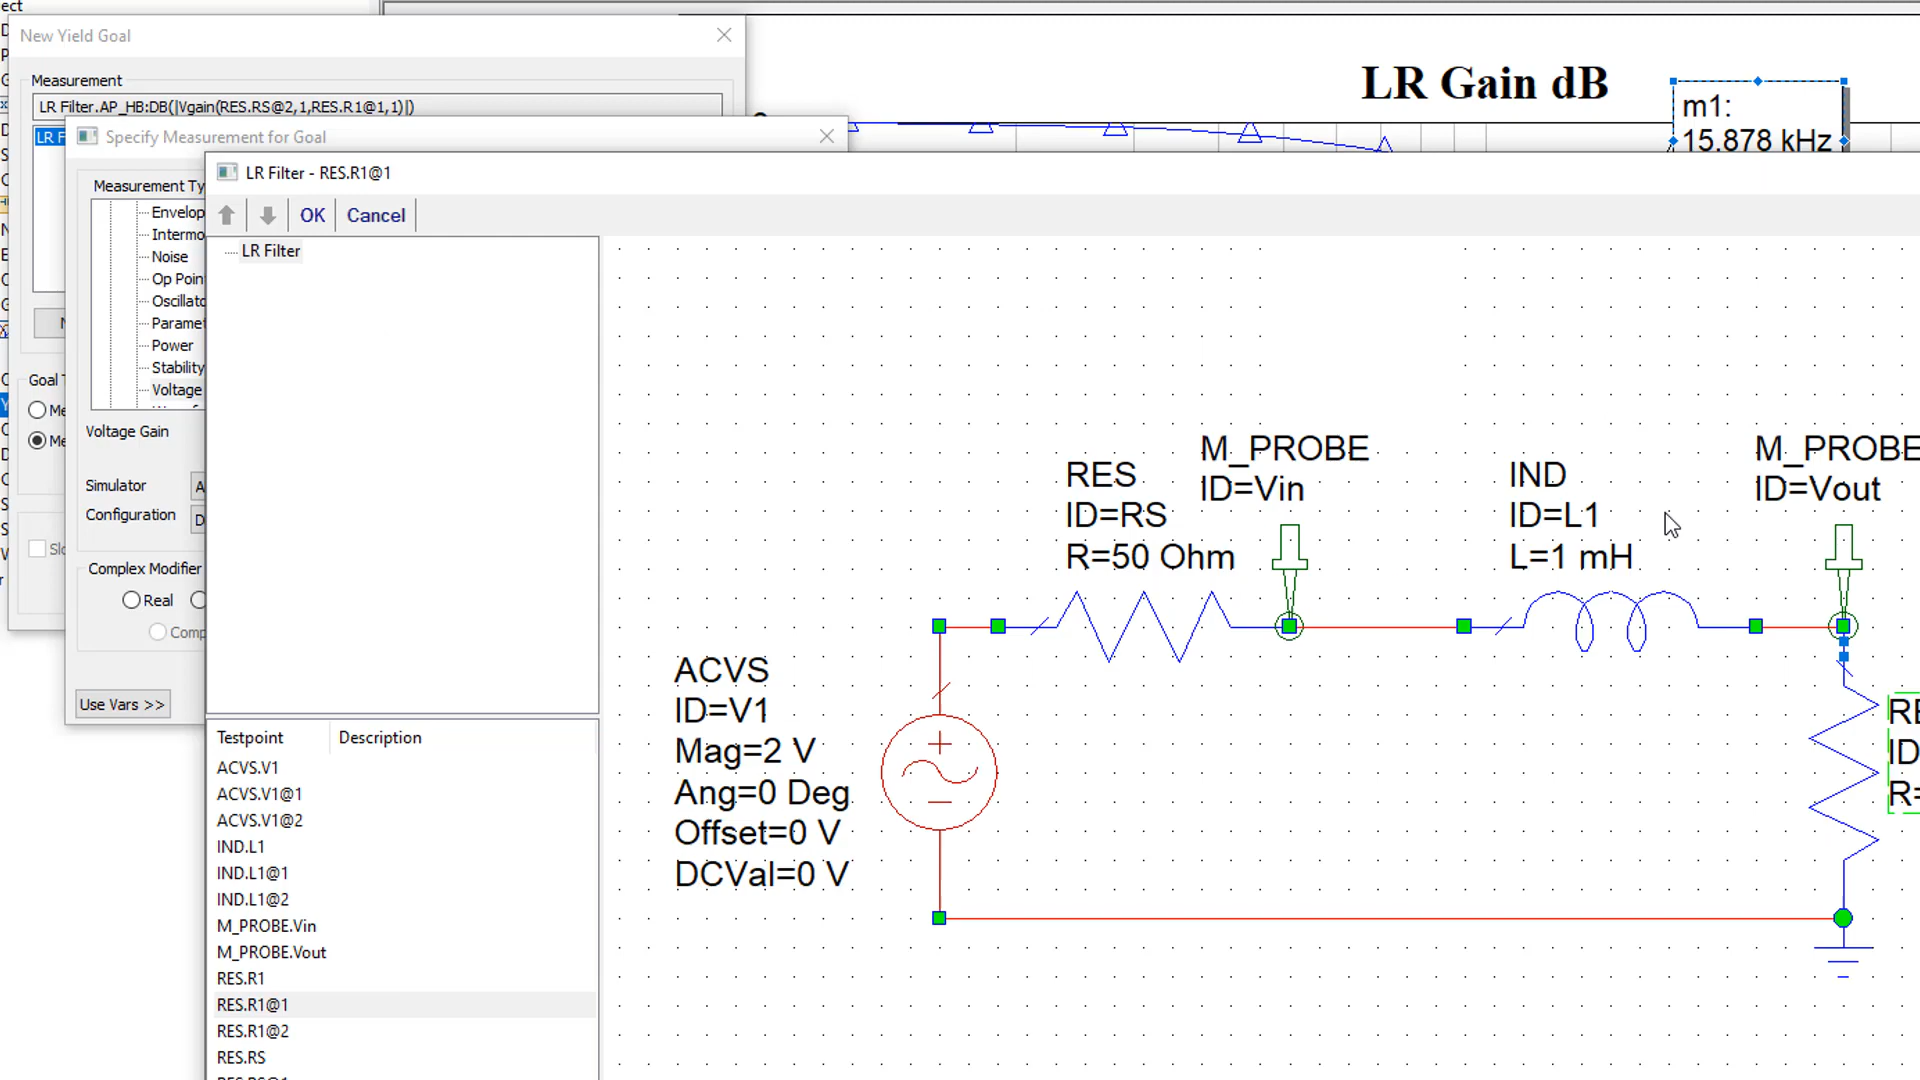 ect
New Yield Goal
Measurement
LR Filter.AP_HB:DB(|Vgain(RES.RS@2,1,RES.R1@1,1)|)
LR F
Specify Measurement for Goal
LR Gain dB
m1:
15.878 kHz
LR Filter - RES.R1@1
Measurement Ty
OK
Cancel
LR Filter
Envelop
Intermo
Noise
Op Poin
Oscillato
Paramet
Power
Stability
Voltage
Goal T
Me
Me
Voltage Gain
Simulator
A
Configuration
D
Slo
Complex Modifier
Real
Comp
Use Vars >>
M_PROBE
ID=Vin
RES
ID=RS
R=50 Ohm
IND
ID=L1
L=1 mH
M_PROBE
ID=Vout
ACVS
ID=V1
Mag=2 V
Ang=0 Deg
Offset=0 V
DCVal=0 V
RE
ID
R=
Testpoint
Description
ACVS.V1
ACVS.V1@1
ACVS.V1@2
IND.L1
IND.L1@1
IND.L1@2
M_PROBE.Vin
M_PROBE.Vout
RES.R1
RES.R1@1
RES.R1@2
RES.RS